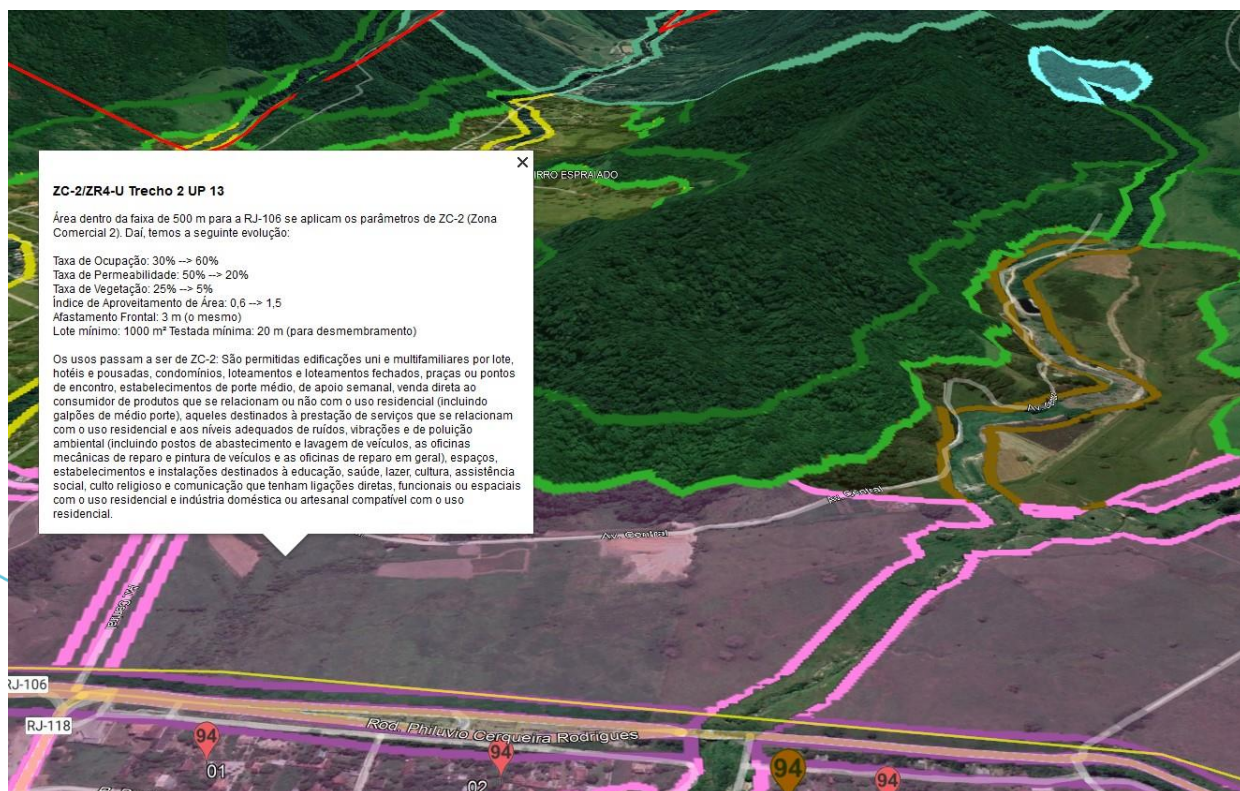 IRRO ESPRAIADO
ZC-2/ZR4-U Trecho 2 UP 13
Área dentro da faixa de 500 m para a RJ-106 se aplicam os parâmetros de ZC-2 (Zona
Comercial 2). Daí, temos a seguinte evolução:
Taxa de Ocupação: 30% --> 60%
Taxa de Permeabilidade: 50% --> 20%
Taxa de Vegetação: 25% --> 5%
Índice de Aproveitamento de Área: 0,6 --> 1,5
Afastamento Frontal: 3 m (o mesmo)
Lote mínimo: 1000 m² Testada mínima: 20 m (para desmembramento)
Os usos passam a ser de ZC-2: São permitidas edificações uni e multifamiliares por lote,
hotéis e pousadas, condomínios, loteamentos e loteamentos fechados, praças ou pontos
de encontro, estabelecimentos de porte médio, de apoio semanal, venda direta ao
consumidor de produtos que se relacionam ou não com o uso residencial (incluindo
galpões de médio porte), aqueles destinados à prestação de serviços que se relacionam
com o uso residencial e aos níveis adequados de ruídos, vibrações e de poluição
ambiental (incluindo postos de abastecimento e lavagem de veículos, as oficinas
mecânicas de reparo e pintura de veículos e as oficinas de reparo em geral), espaços,
estabelecimentos e instalações destinados à educação, saúde, lazer, cultura, assistência
social, culto religioso e comunicação que tenham ligações diretas, funcionais ou espaciais
com o uso residencial e indústria doméstica ou artesanal compatível com o uso
residencial.
Av. Central
Av. Central
RJ-106
RJ-118
Rod. Philuvio Cerqueira Rodrigues
94
94
94
94
01
02